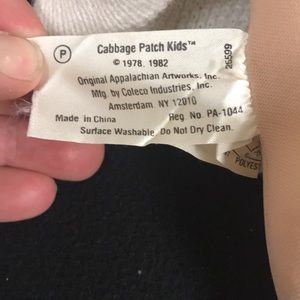 P
Cabbage Patch Kids™
© 1978, 1982
Original Appalachian Artworks, Inc.
Mfg. by Coleco Industries, Inc.
Amsterdam NY 12010
Made in China Reg. No. PA-1044
Surface Washable. Do Not Dry Clean.
26599
POLYES